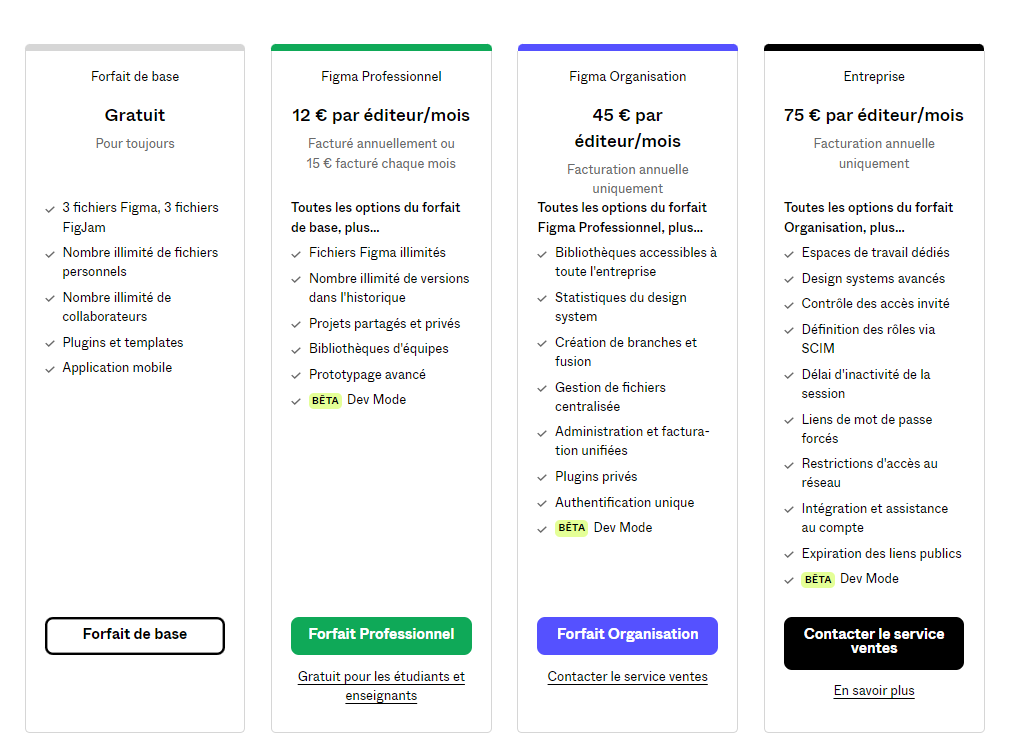 Forfait de base
Gratuit
Pour toujours
3 fichiers Figma, 3 fichiers
FigJam
Nombre illimité de fichiers
personnels
Nombre illimité de
collaborateurs
Plugins et templates
Application mobile
Forfait de base
Figma Professionnel
12 € par éditeur/mois
Facturé annuellement ou
15 € facturé chaque mois
Toutes les options du forfait
de base, plus...
Fichiers Figma illimités
Nombre illimité de versions
dans l'historique
Projets partagés et privés
Bibliothèques d'équipes
Prototypage avancé
BÊTA Dev Mode
Forfait Professionnel
Gratuit pour les étudiants et
enseignants
Figma Organisation
45 € par
éditeur/mois
Facturation annuelle
uniquement
Toutes les options du forfait
Figma Professionnel, plus...
Bibliothèques accessibles à
toute l'entreprise
Statistiques du design
system
Création de branches et
fusion
Gestion de fichiers
centralisée
Administration et factura-
tion unifiées
Plugins privés
Authentification unique
BÊTA Dev Mode
Forfait Organisation
Contacter le service ventes
Entreprise
75 € par éditeur/mois
Facturation annuelle
uniquement
Toutes les options du forfait
Organisation, plus...
Espaces de travail dédiés
Design systems avancés
Contrôle des accès invité
Définition des rôles via
SCIM
Délai d'inactivité de la
session
Liens de mot de passe
forcés
Restrictions d'accès au
réseau
Intégration et assistance
au compte
Expiration des liens publics
BÊTA Dev Mode
Contacter le service
ventes
En savoir plus